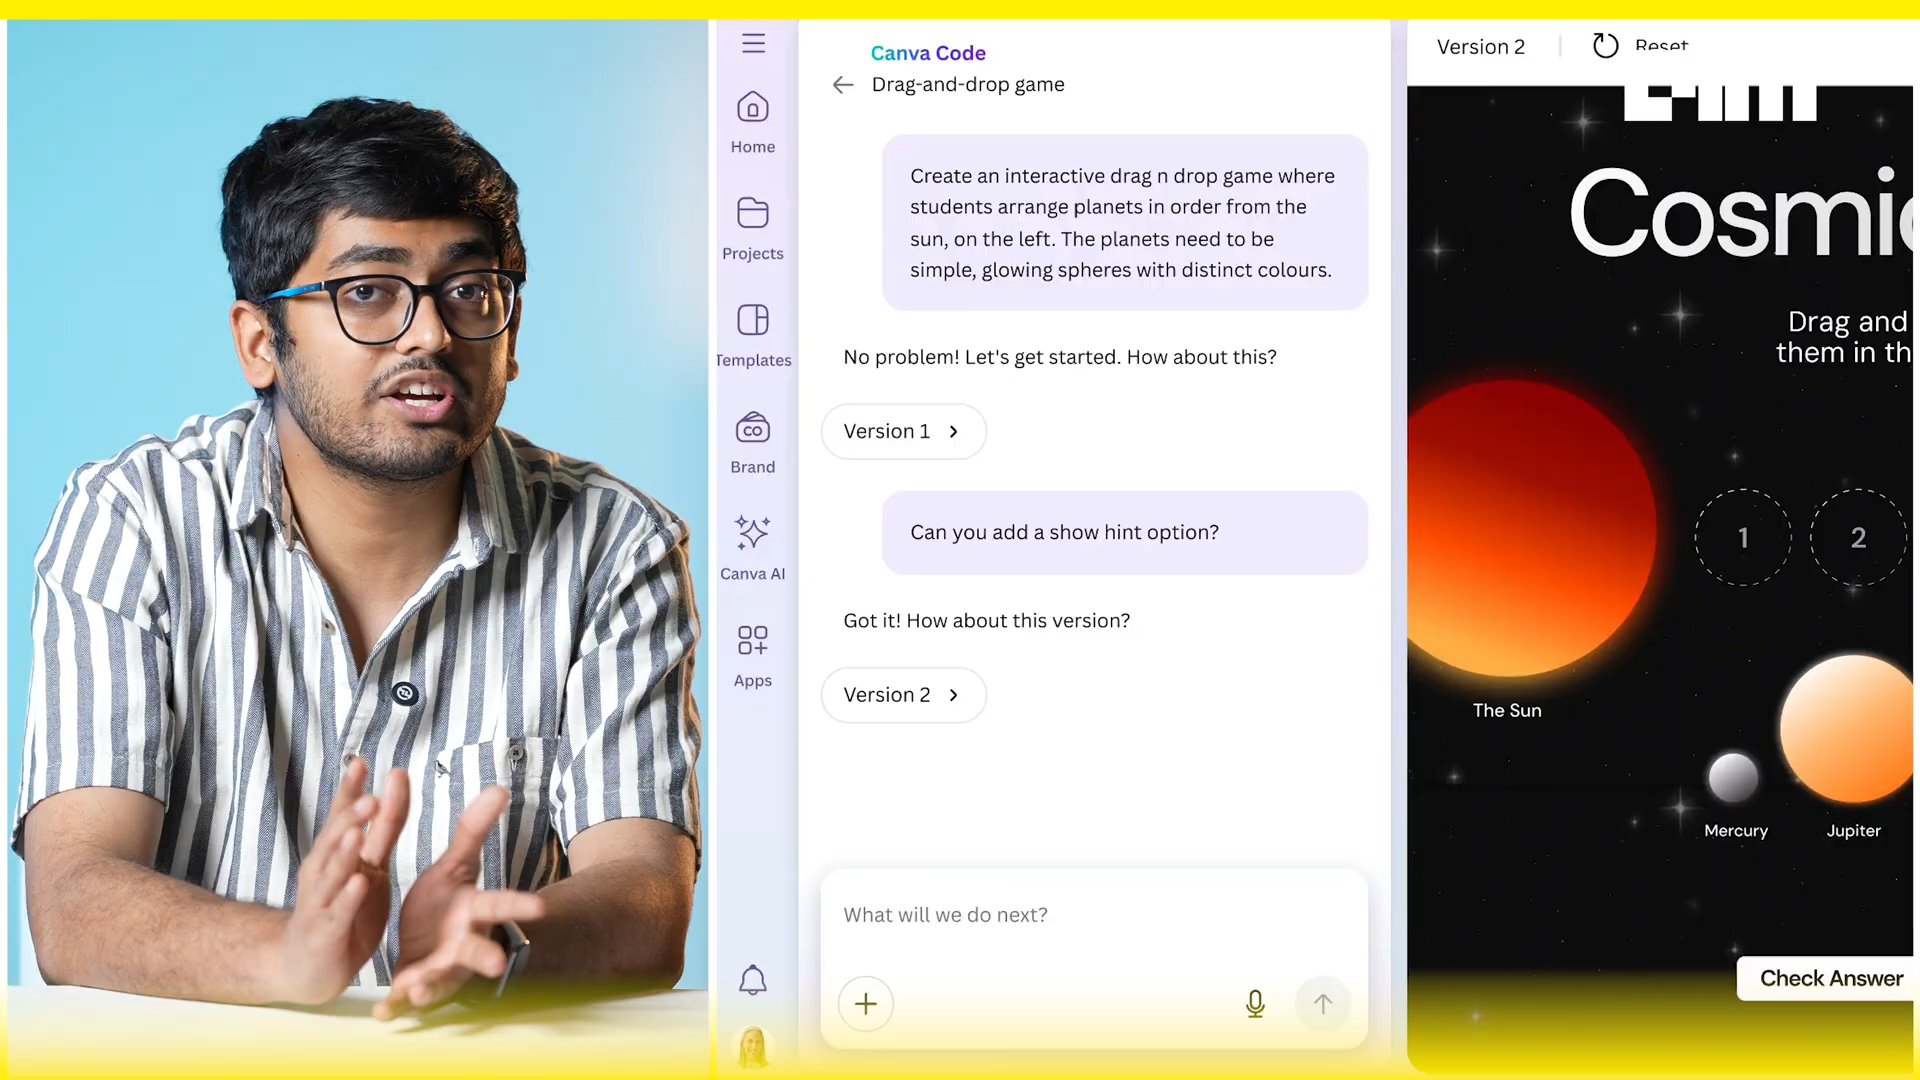 Canva Code
Drag-and-drop game
Home
Projects
Templates
Brand
CO
Canva AI
Apps
Create an interactive drag n drop game where
students arrange planets in order from the
sun, on the left. The planets need to be
simple, glowing spheres with distinct colours.
No problem! Let's get started. How about this?
Version 1
Can you add a show hint option?
Got it! How about this version?
Version 2
What will we do next?
Version 2
Reset
Cosmic
Drag and
them in th
1
2
The Sun
Mercury
Jupiter
Check Answer